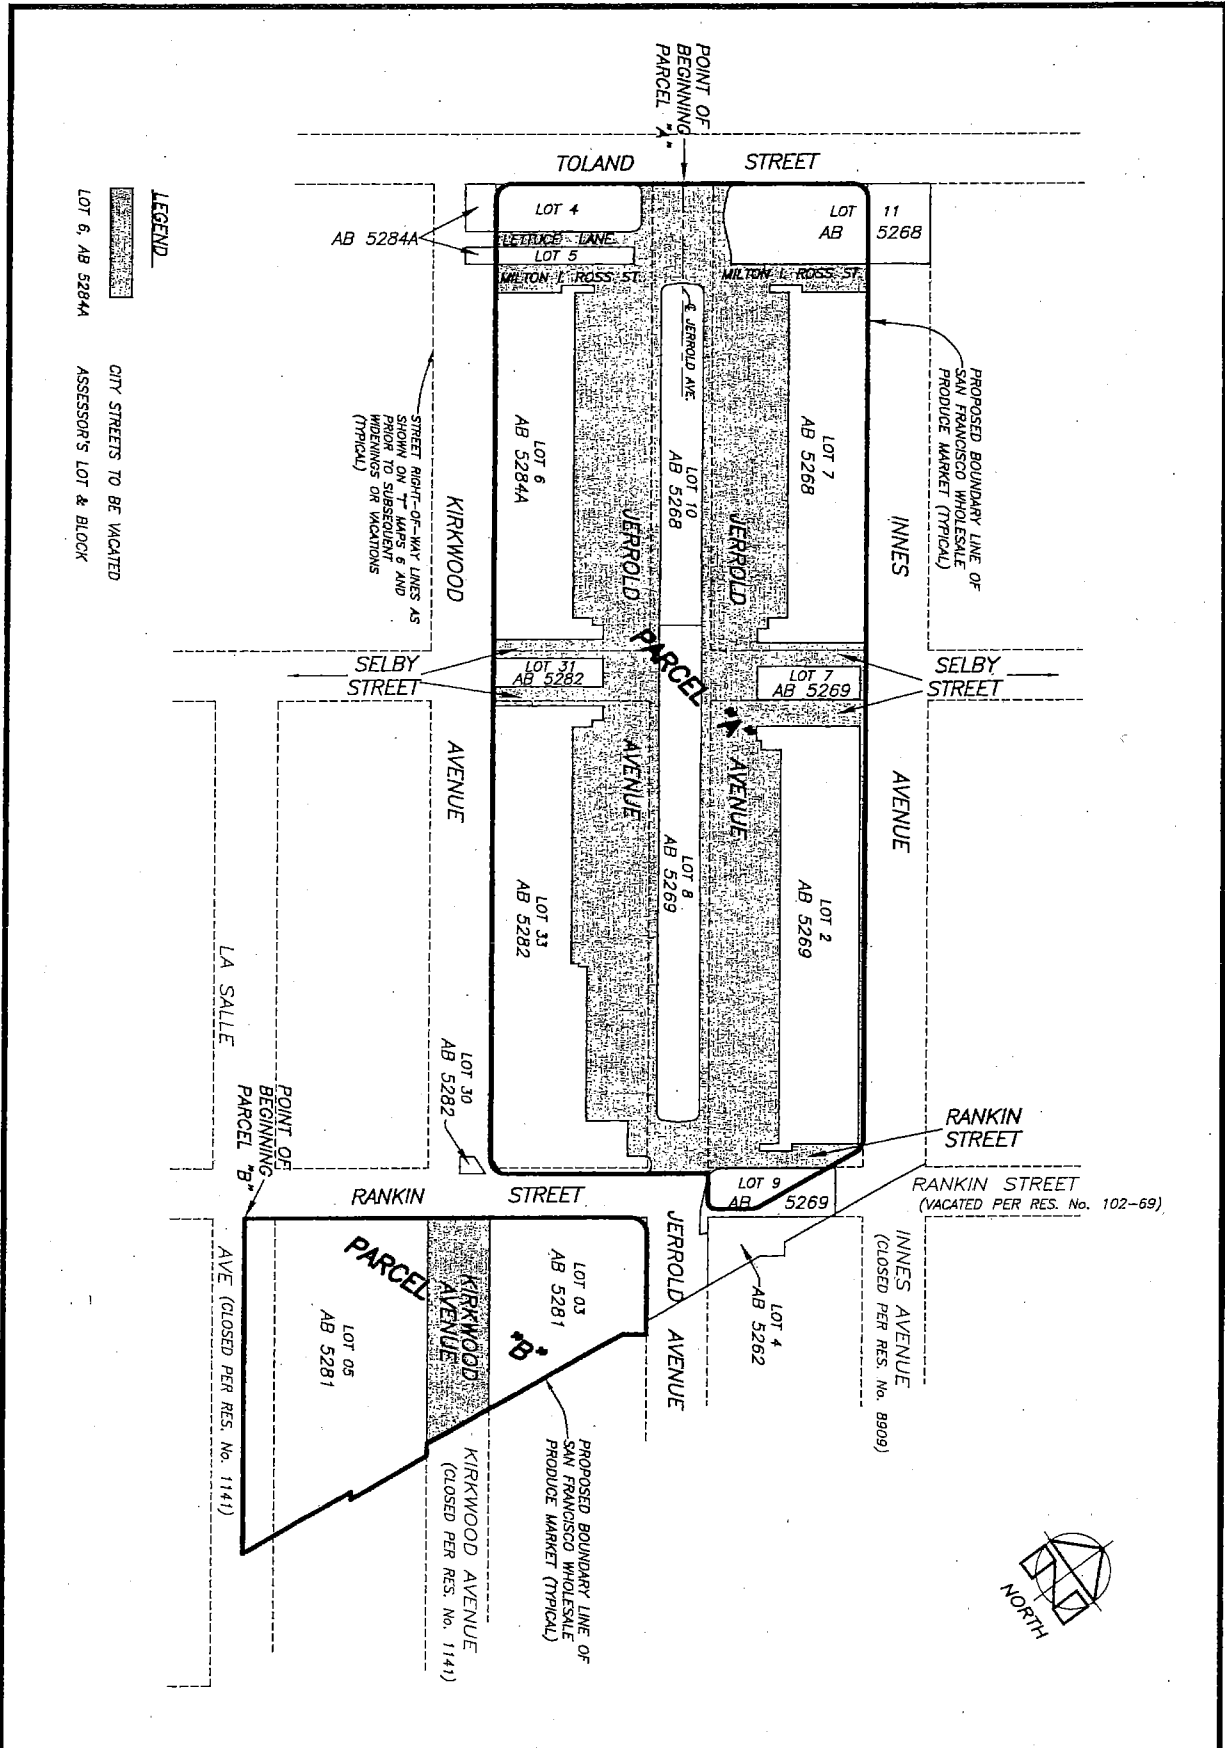 POINT OF
BEGINNING
PARCEL "A"
TOLAND STREET
LOT 4
LOT 11
AB 5268
AB 5284A
LETTUCE LANE
LOT 5
MILTON L ROSS ST
MILTON L ROSS ST
℄ JERROLD AVE.
PROPOSED BOUNDARY LINE OF
SAN FRANCISCO WHOLESALE
PRODUCE MARKET (TYPICAL)
LEGEND
CITY STREETS TO BE VACATED
LOT 6, AB 5284A ASSESSOR'S LOT & BLOCK
STREET RIGHT-OF-WAY LINES AS
SHOWN ON "T" MAPS 6 AND
PRIOR TO SUBSEQUENT
WIDENINGS OR VACATIONS
(TYPICAL)
LOT 6
AB 5284A
LOT 10
AB 5268
LOT 7
AB 5268
KIRKWOOD
JERROLD
JERROLD
INNES
SELBY
STREET
LOT 31
AB 5282
PARCEL "A"
LOT 7
AB 5269
SELBY
STREET
AVENUE
AVENUE
AVENUE
AVENUE
LOT 33
AB 5282
LOT 8
AB 5269
LOT 2
AB 5269
LA SALLE
LOT 30
AB 5282
POINT OF
BEGINNING
PARCEL "B"
RANKIN
STREET
RANKIN STREET
LOT 9
AB 5269
RANKIN STREET
(VACATED PER RES. No. 102-69)
AVE (CLOSED PER RES. No. 1141)
PARCEL "B"
KIRKWOOD
AVENUE
LOT 03
AB 5281
LOT 05
AB 5281
JERROLD AVENUE
LOT 4
AB 5262
INNES AVENUE
(CLOSED PER RES. No. 8909)
PROPOSED BOUNDARY LINE OF
SAN FRANCISCO WHOLESALE
PRODUCE MARKET (TYPICAL)
KIRKWOOD AVENUE
(CLOSED PER RES. No. 1141)
NORTH